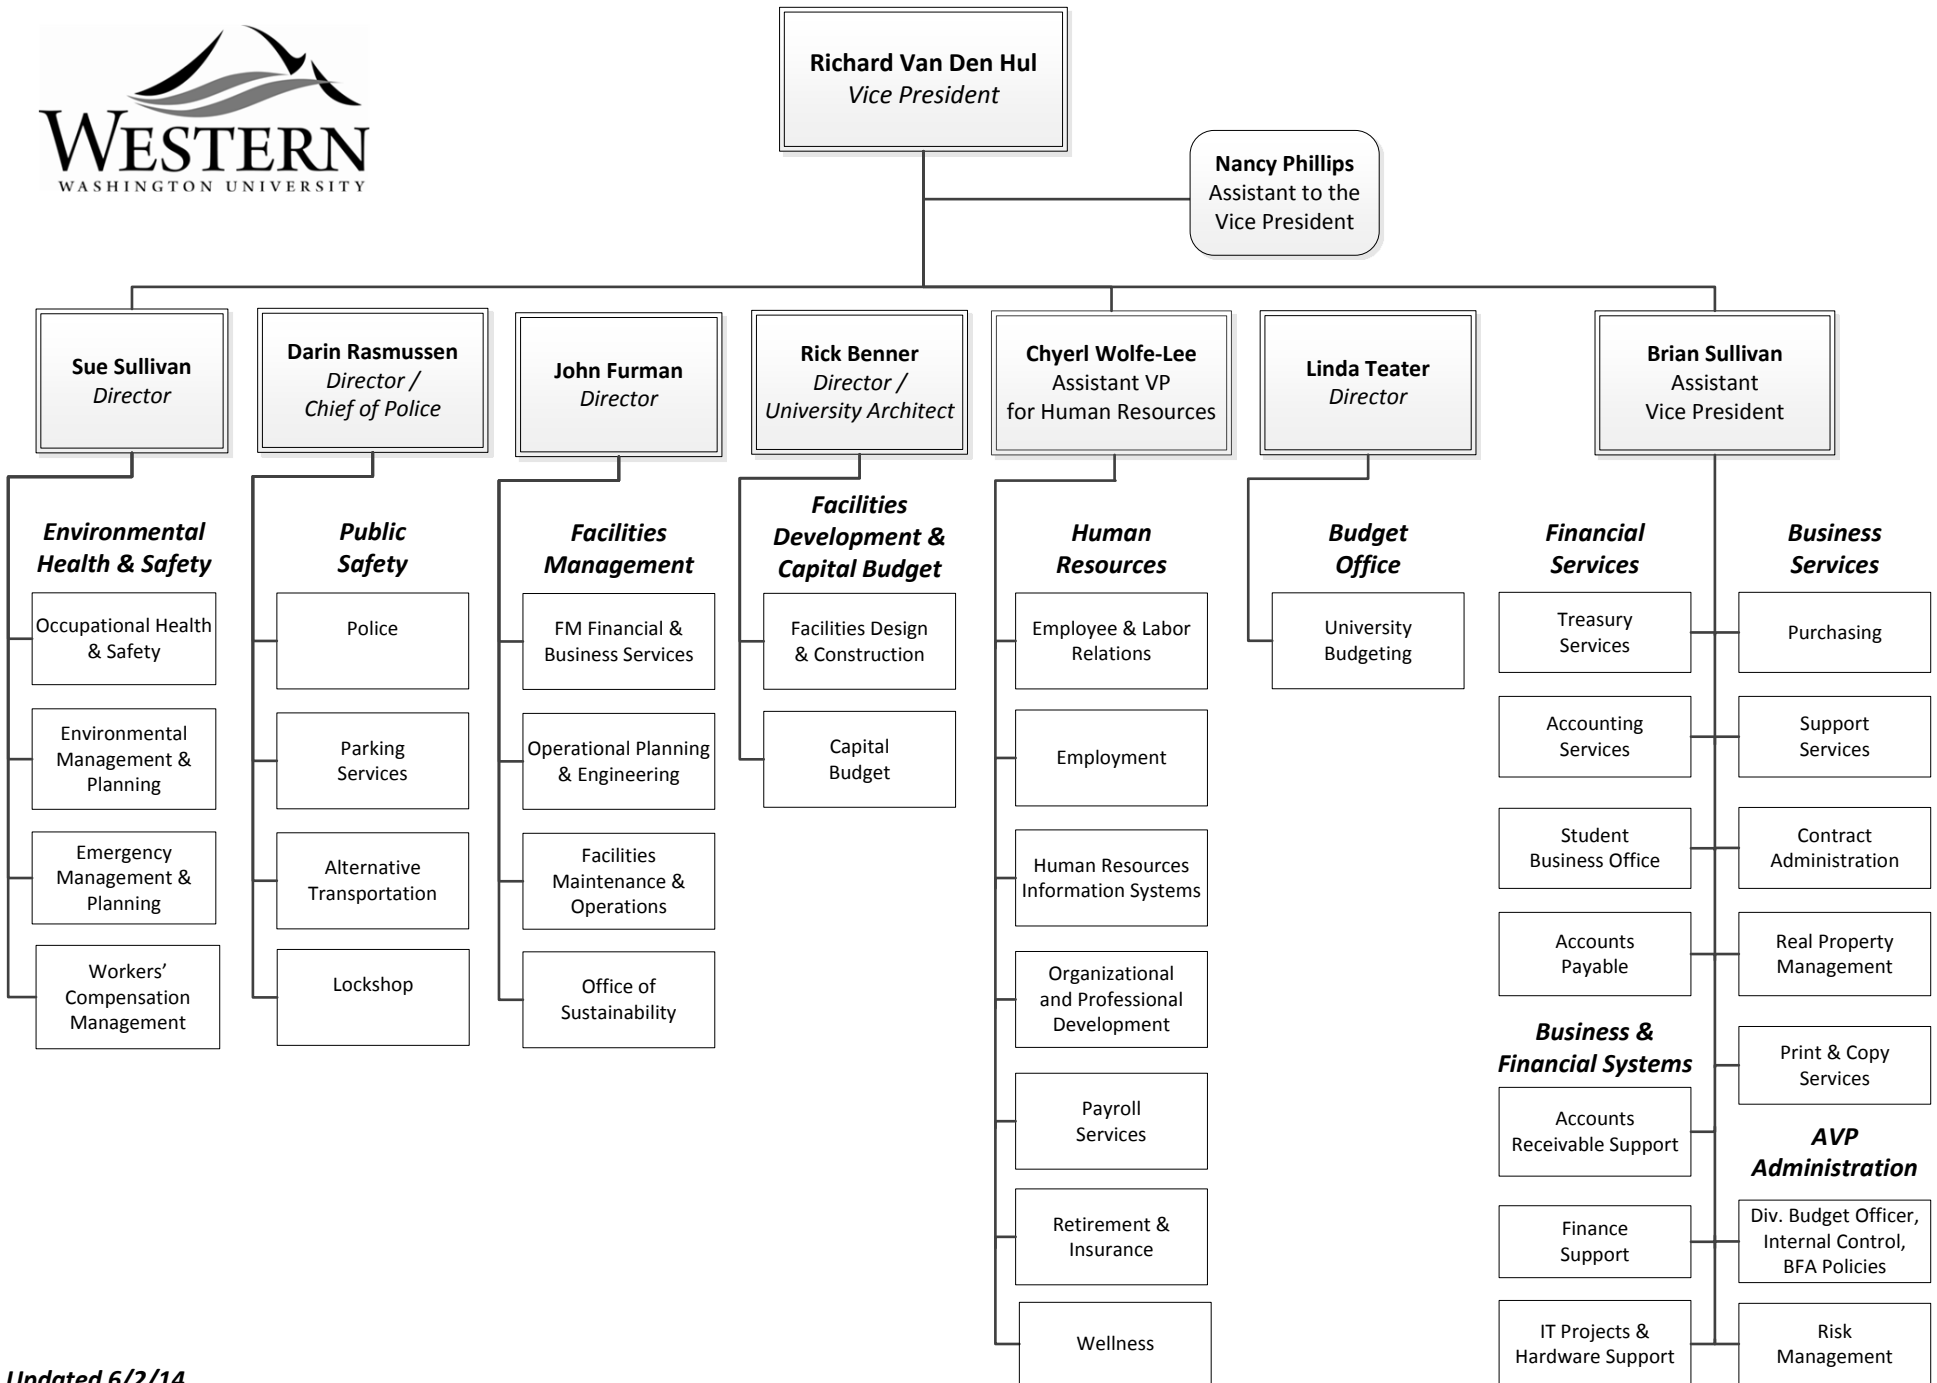 WESTERN
WASHINGTON UNIVERSITY
Richard Van Den Hul
Vice President
Nancy Phillips
Assistant to the
Vice President
Sue Sullivan
Director
Darin Rasmussen
Director /
Chief of Police
John Furman
Director
Rick Benner
Director /
University Architect
Chyerl Wolfe-Lee
Assistant VP
for Human Resources
Linda Teater
Director
Brian Sullivan
Assistant
Vice President
Environmental
Health & Safety
Occupational Health
& Safety
Environmental
Management &
Planning
Emergency
Management &
Planning
Workers’
Compensation
Management
Public
Safety
Police
Parking
Services
Alternative
Transportation
Lockshop
Facilities
Management
FM Financial &
Business Services
Operational Planning
& Engineering
Facilities
Maintenance &
Operations
Office of
Sustainability
Facilities
Development &
Capital Budget
Facilities Design
& Construction
Capital
Budget
Human
Resources
Employee & Labor
Relations
Employment
Human Resources
Information Systems
Organizational
and Professional
Development
Payroll
Services
Retirement &
Insurance
Wellness
Budget
Office
University
Budgeting
Financial
Services
Treasury
Services
Accounting
Services
Student
Business Office
Accounts
Payable
Business &
Financial Systems
Accounts
Receivable Support
Finance
Support
IT Projects &
Hardware Support
Business
Services
Purchasing
Support
Services
Contract
Administration
Real Property
Management
Print & Copy
Services
AVP
Administration
Div. Budget Officer,
Internal Control,
BFA Policies
Risk
Management
Updated 6/2/14